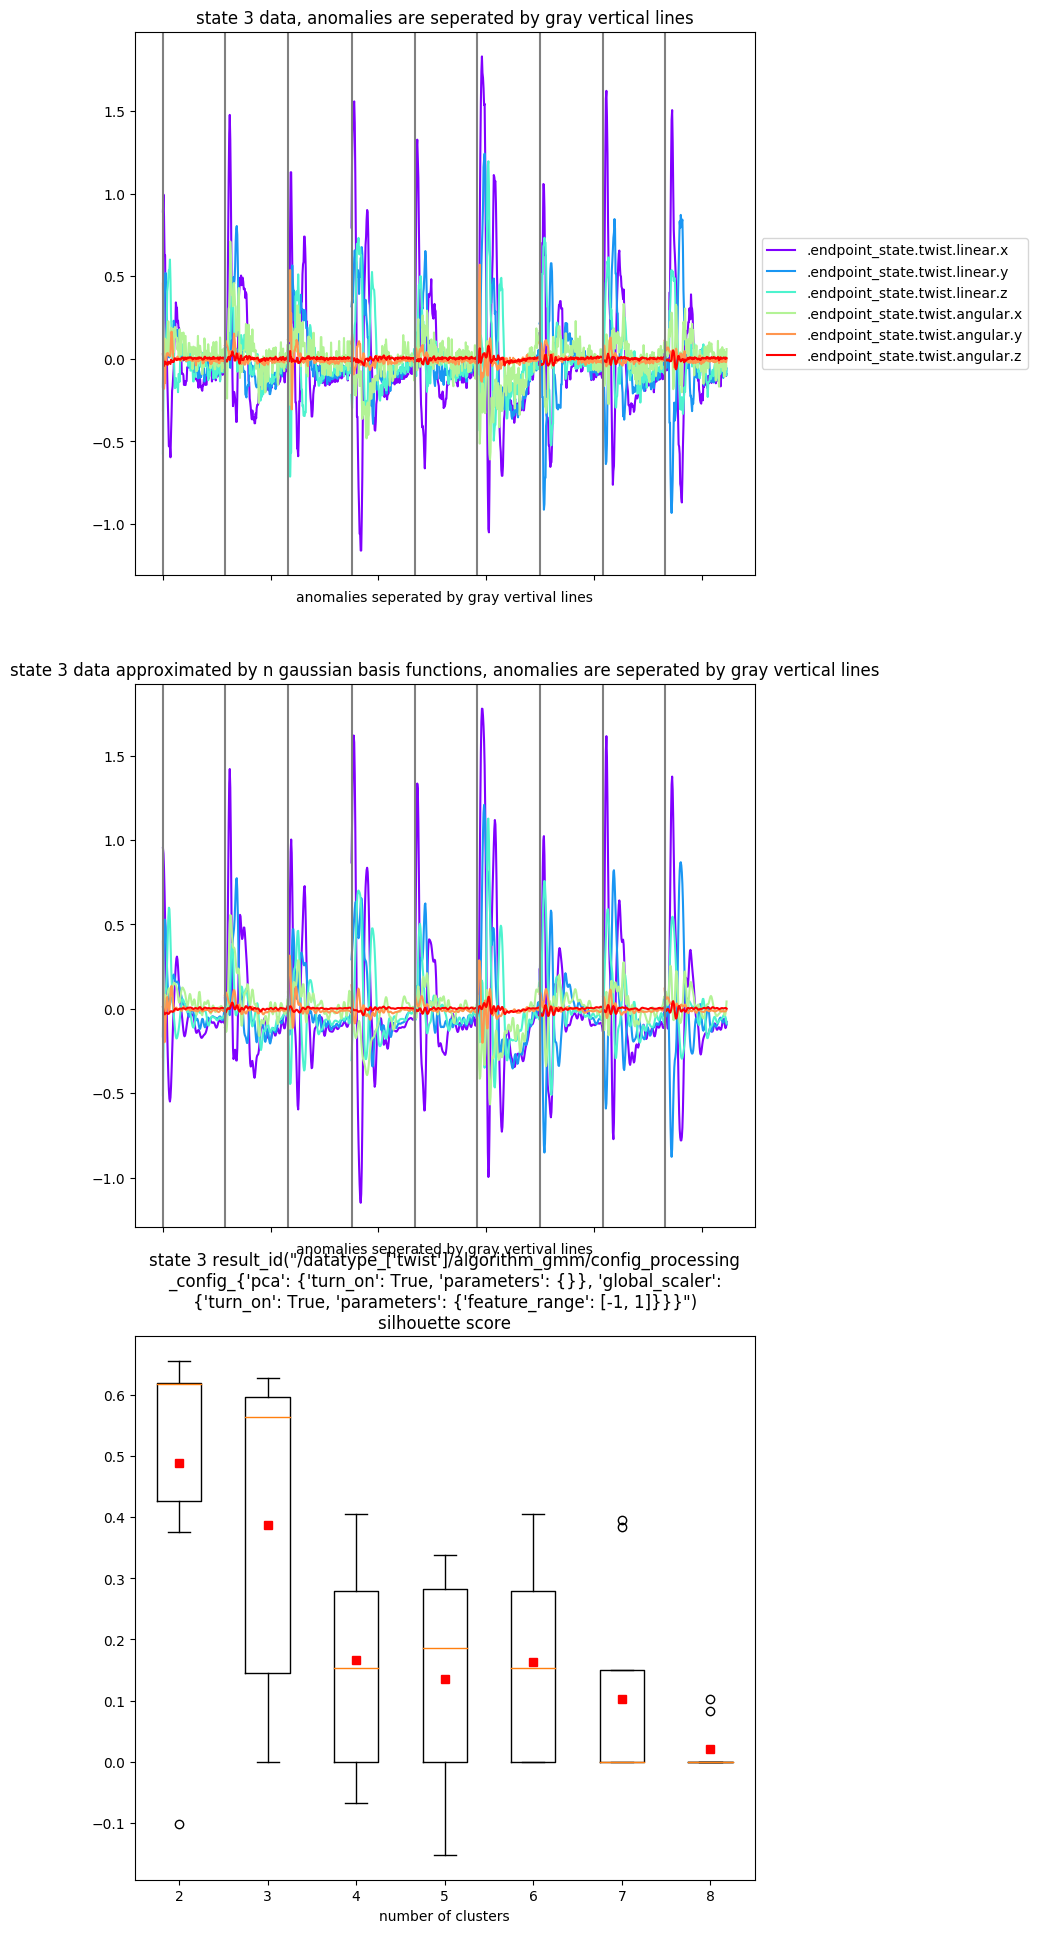 state 3 data, anomalies are seperated by gray vertical lines
1.5
1.0
0.5
0.0
−0.5
−1.0
anomalies seperated by gray vertival lines
.endpoint_state.twist.linear.x
.endpoint_state.twist.linear.y
.endpoint_state.twist.linear.z
.endpoint_state.twist.angular.x
.endpoint_state.twist.angular.y
.endpoint_state.twist.angular.z
state 3 data approximated by n gaussian basis functions, anomalies are seperated by gray vertical lines
1.5
1.0
0.5
0.0
−0.5
−1.0
anomalies seperated by gray vertival lines
state 3 result_id("/datatype_['twist']/algorithm_gmm/config_processing
_config_{'pca': {'turn_on': True, 'parameters': {}}, 'global_scaler':
{'turn_on': True, 'parameters': {'feature_range': [-1, 1]}}}")
silhouette score
0.6
0.5
0.4
0.3
0.2
0.1
0.0
−0.1
2 3 4 5 6 7 8
number of clusters